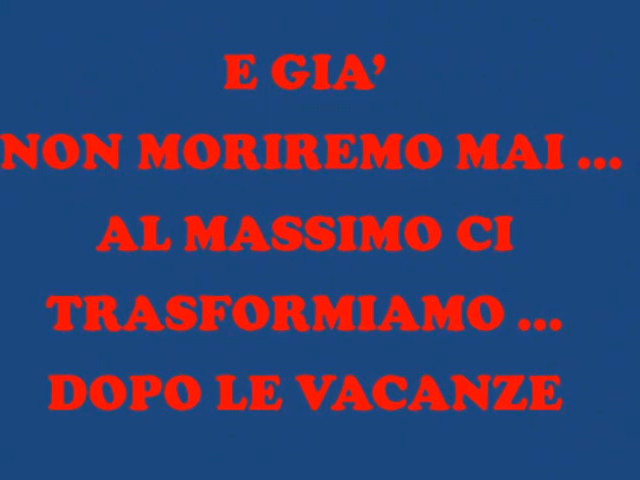 E GIA’
NON MORIREMO MAI ...
AL MASSIMO CI
TRASFORMIAMO ...
DOPO LE VACANZE